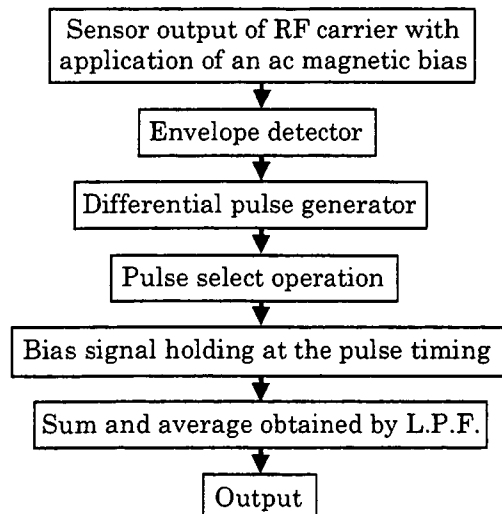 Sensor output of RF carrier with
application of an ac magnetic bias
Envelope detector
Differential pulse generator
Pulse select operation
Bias signal holding at the pulse timing
Sum and average obtained by L.P.F.
Output